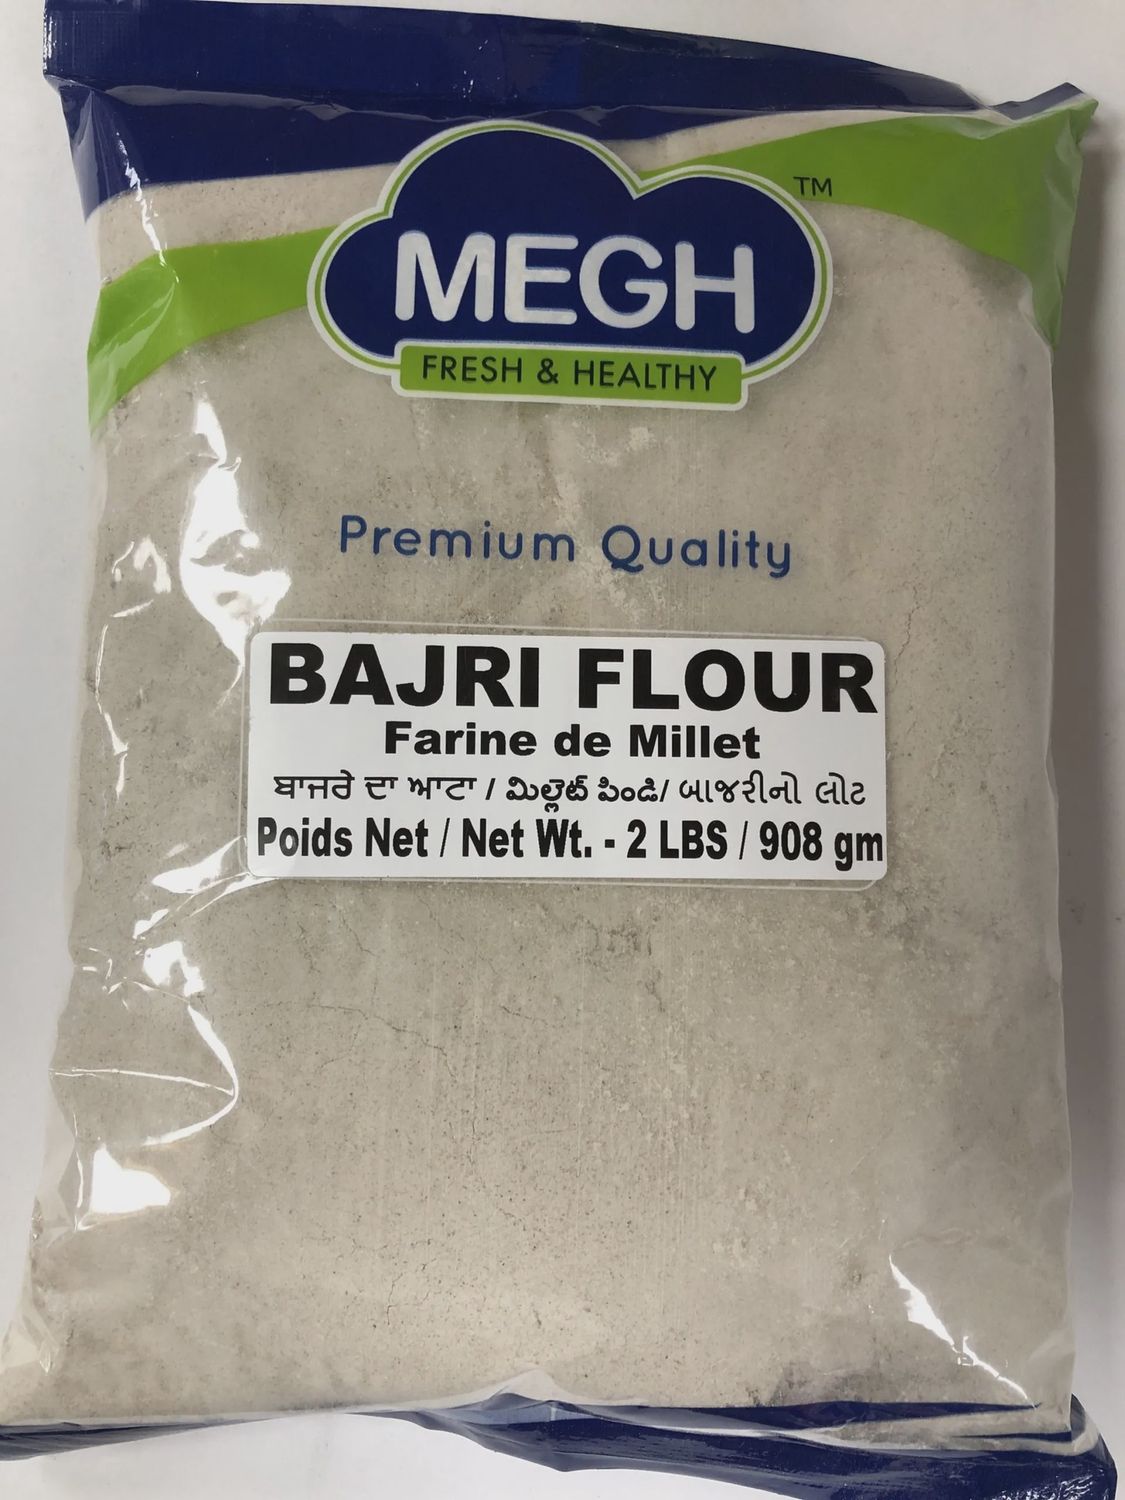 MEGH
TM
FRESH & HEALTHY
Premium Quality
BAJRI FLOUR
Farine de Millet
ਬਾਜਰੇ ਦਾ ਆਟਾ / మిల్లెట్ పిండి/ બાજરીનો લોટ
Poids Net / Net Wt. - 2 LBS / 908 gm